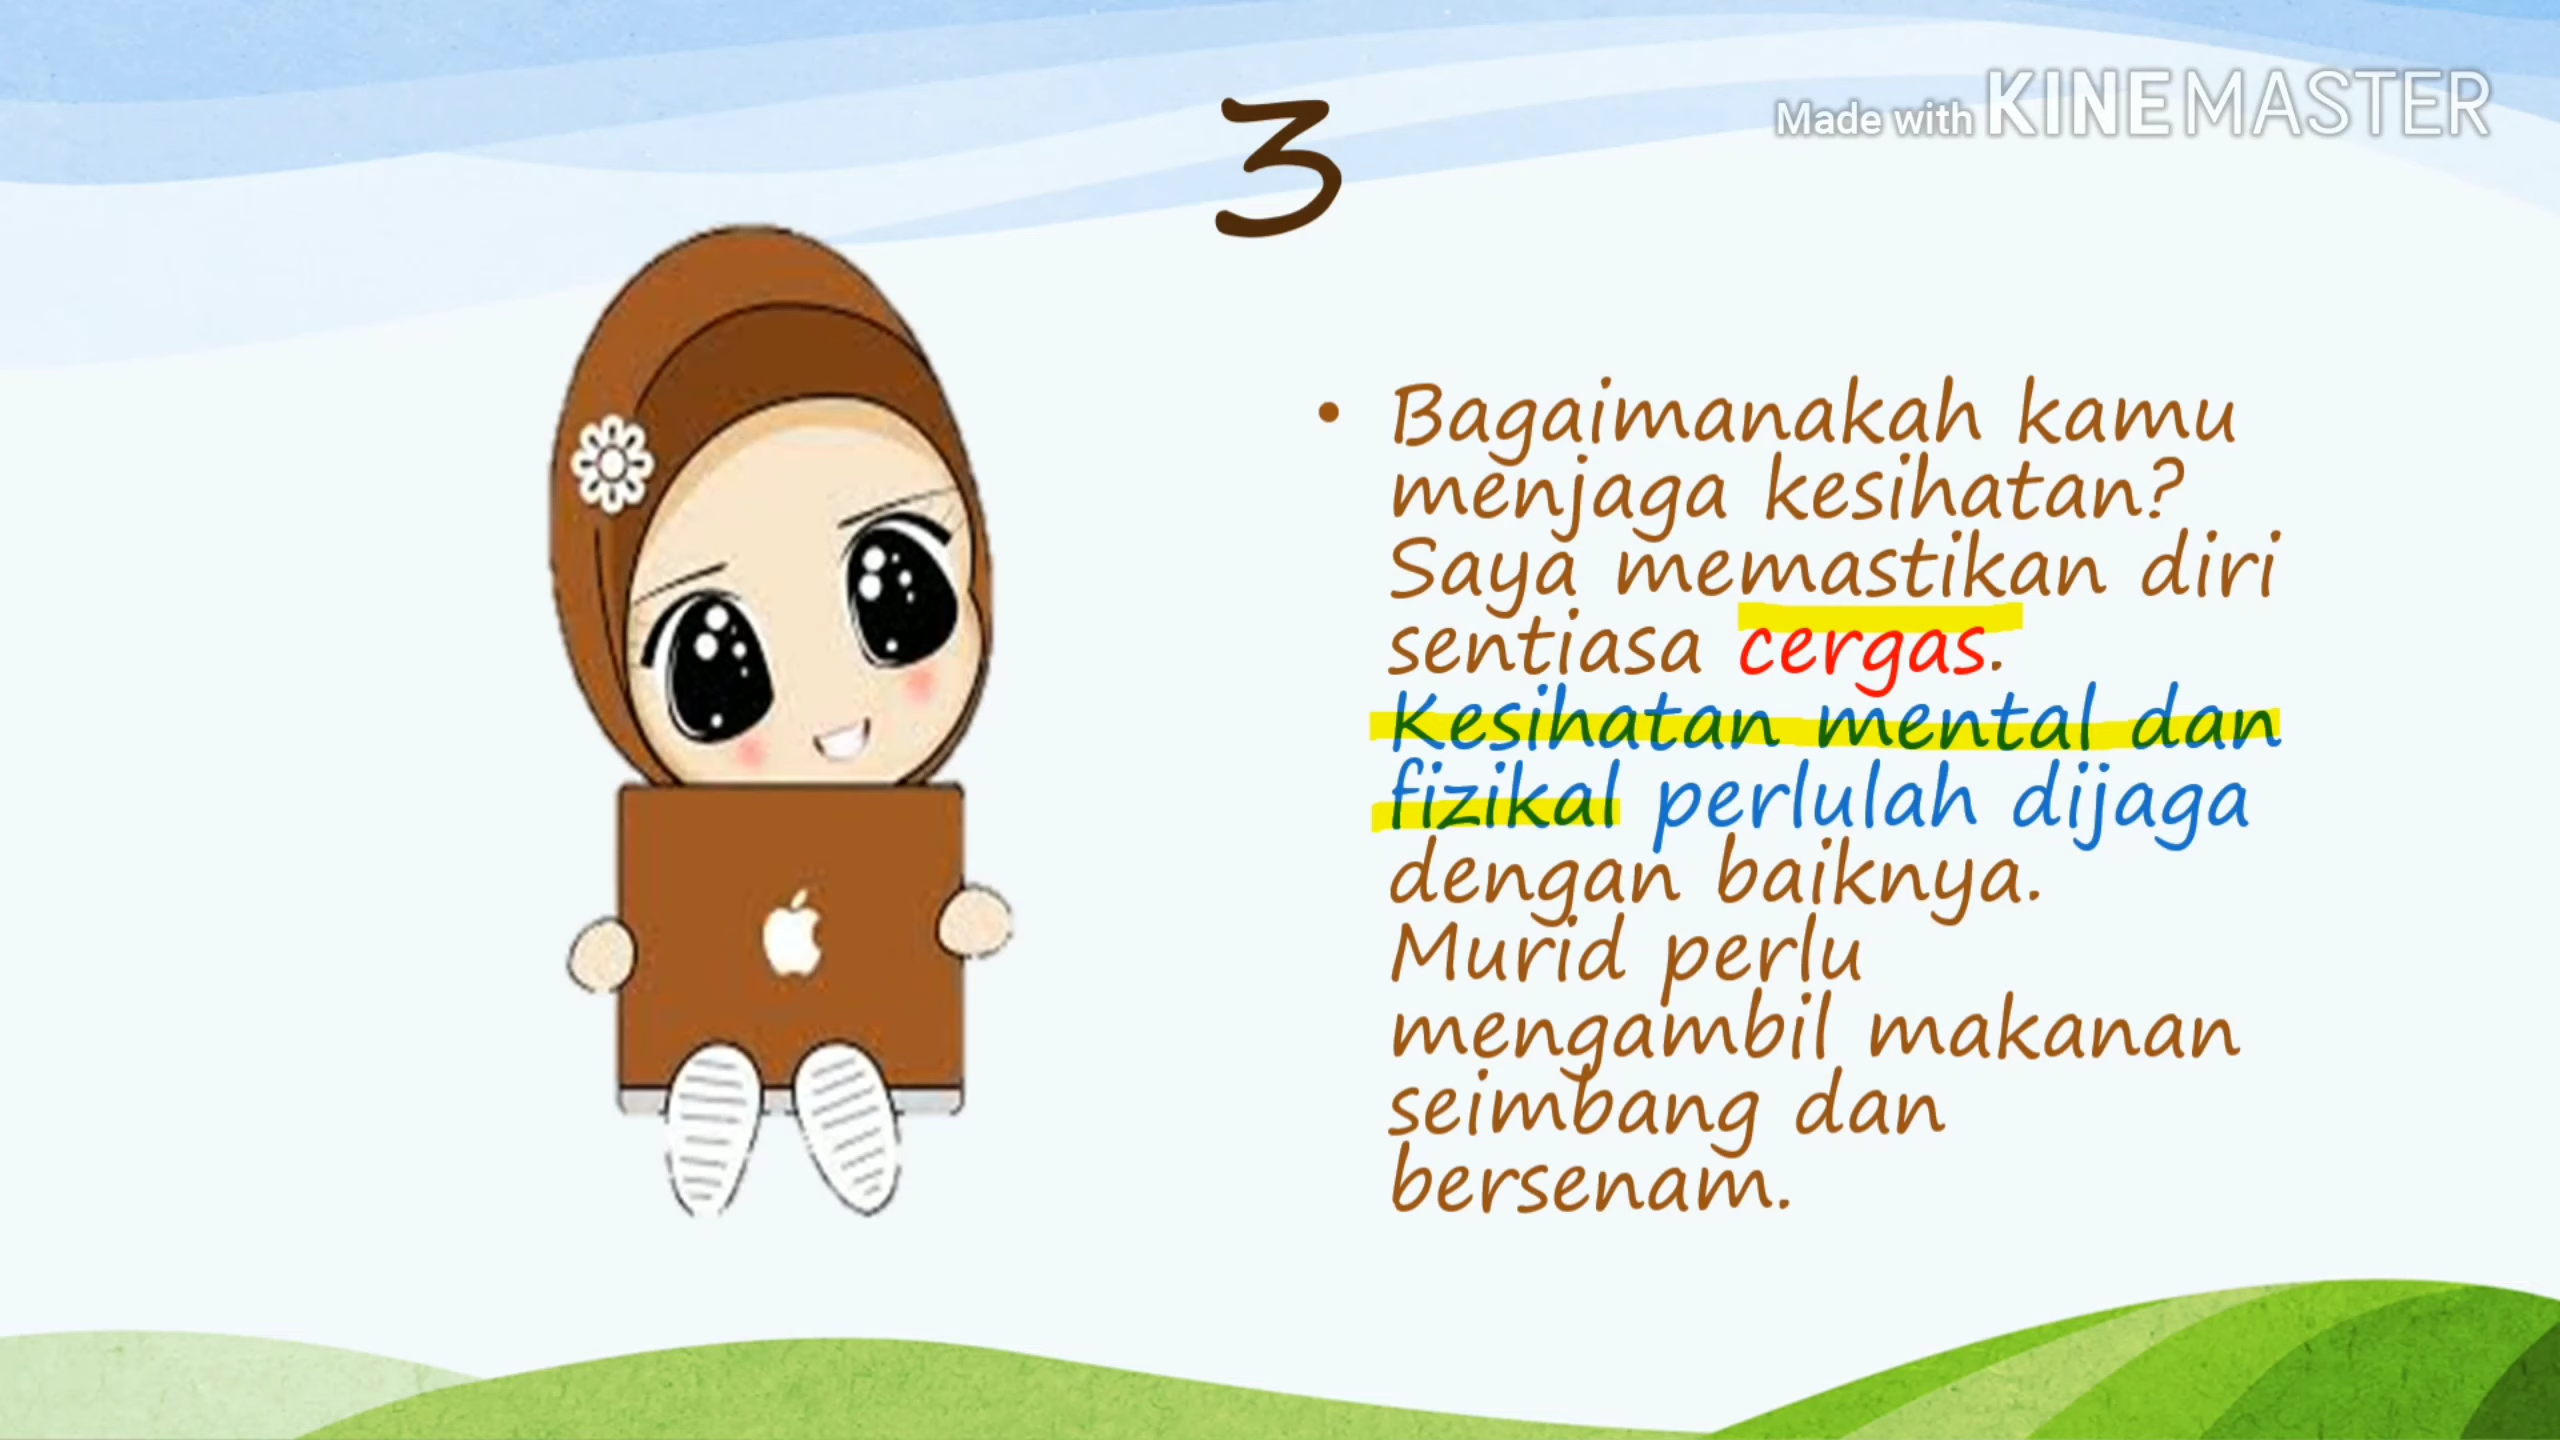 Made with KINEMASTER
3
• Bagaimanakah kamu
menjaga kesihatan?
Saya memastikan diri
sentiasa cergas.
Kesihatan mental dan
fizikal perlulah dijaga
dengan baiknya.
Murid perlu
mengambil makanan
seimbang dan
bersenam.